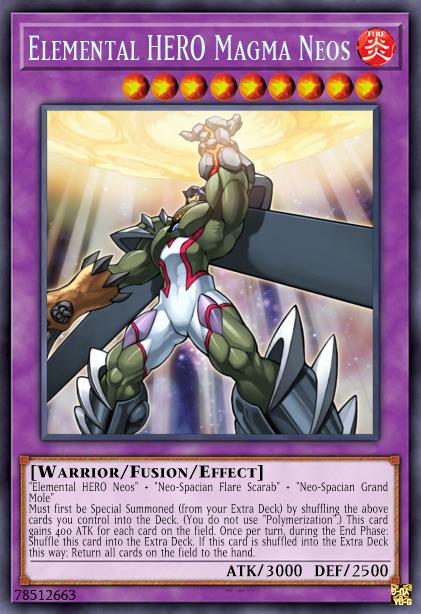 Elemental HERO Magma Neos
FIRE
炎
[Warrior/Fusion/Effect]
"Elemental HERO Neos" + "Neo-Spacian Flare Scarab" + "Neo-Spacian Grand
Mole"
Must first be Special Summoned (from your Extra Deck) by shuffling the above
cards you control into the Deck. (You do not use "Polymerization".) This card
gains 400 ATK for each card on the field. Once per turn, during the End Phase:
Shuffle this card into the Extra Deck. If this card is shuffled into the Extra Deck
this way: Return all cards on the field to the hand.
ATK/3000 DEF/2500
78512663